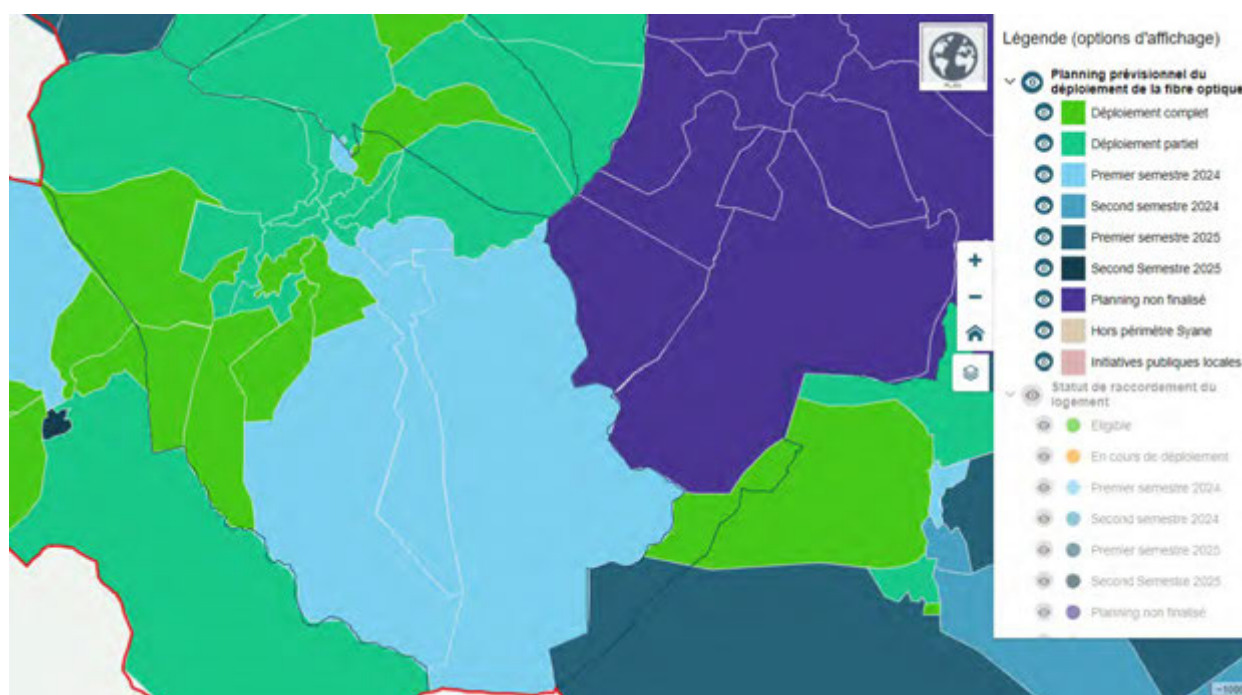 Légende (options d'affichage)
Planning prévisionnel du
déploiement de la fibre optique
Déploiement complet
Déploiement partiel
Premier semestre 2024
Second semestre 2024
Premier semestre 2025
Second Semestre 2025
Planning non finalisé
Hors périmètre Syane
Initiatives publiques locales
Statut de raccordement du
logement
Eligible
En cours de déploiement
Premier semestre 2024
Second semestre 2024
Premier semestre 2025
Second Semestre 2025
Planning non finalisé
PLAN
+
−